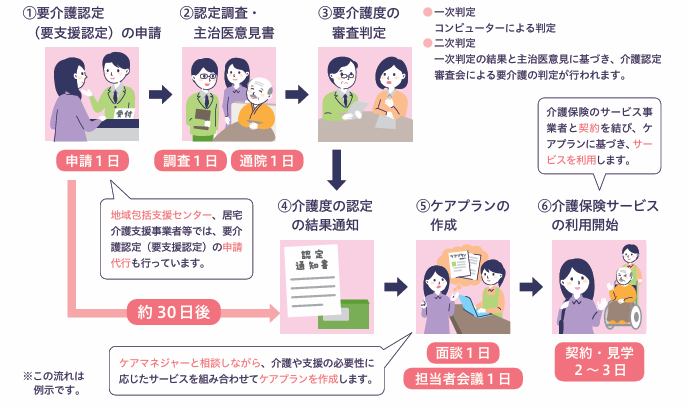 ①要介護認定
（要支援認定）の申請
受付
申請１日
②認定調査・
主治医意見書
調査１日
通院１日
③要介護度の
審査判定
●一次判定
コンピューターによる判定
●二次判定
一次判定の結果と主治医意見に基づき、介護認定
審査会による要介護の判定が行われます。
地域包括支援センター、居宅
介護支援事業者等では、要介
護認定（要支援認定）の申請
代行も行っています。
約30日後
④介護度の認定
の結果通知
認定
通知書
⑤ケアプランの
作成
ケアプラン
面談１日
担当者会議１日
ケアマネジャーと相談しながら、介護や支援の必要性に
応じたサービスを組み合わせてケアプランを作成します。
介護保険のサービス事
業者と契約を結び、ケ
アプランに基づき、サー
ビスを利用します。
⑥介護保険サービス
の利用開始
契約・見学
２～３日
※この流れは
例示です。